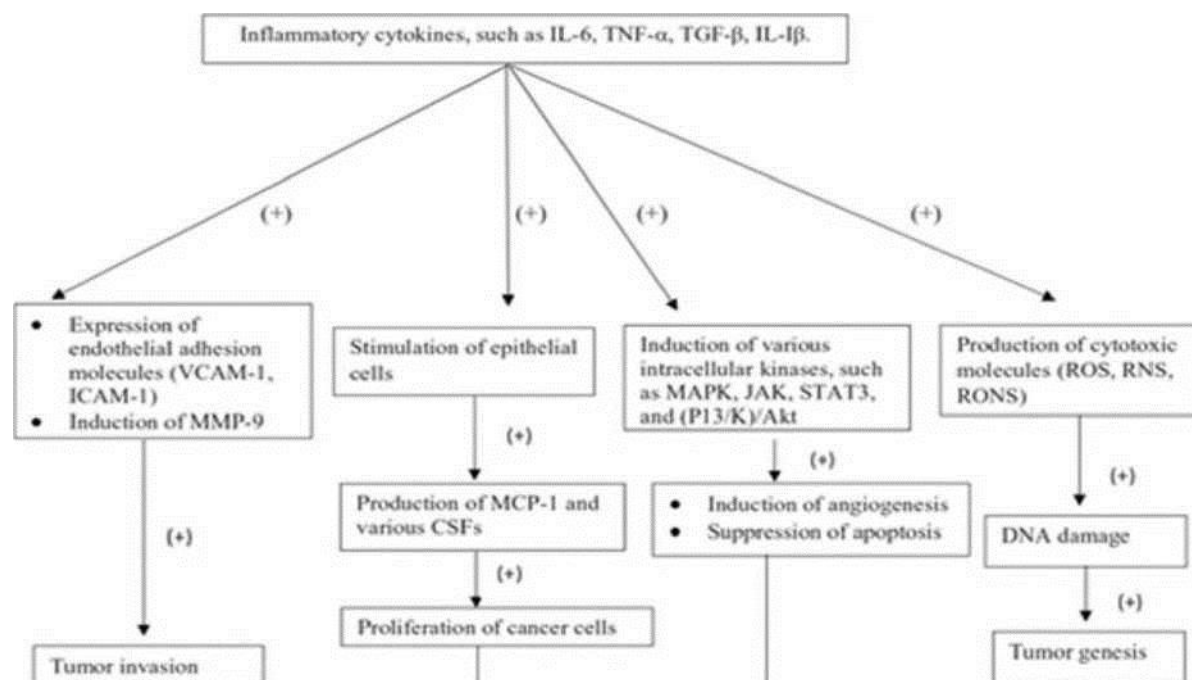 Inflammatory cytokines, such as IL-6, TNF-α, TGF-β, IL-Iβ.
(+)
(+)
(+)
(+)
• Expression of
endothelial adhesion
molecules (VCAM-1,
ICAM-1)
• Induction of MMP-9
Stimulation of epithelial
cells
Induction of various
intracellular kinases, such
as MAPK, JAK, STAT3,
and (P13/K)/Akt
Production of cytotoxic
molecules (ROS, RNS,
RONS)
(+)
(+)
(+)
(+)
Production of MCP-1 and
various CSFs
• Induction of angiogenesis
• Suppression of apoptosis
DNA damage
(+)
(+)
Proliferation of cancer cells
Tumor invasion
Tumor genesis